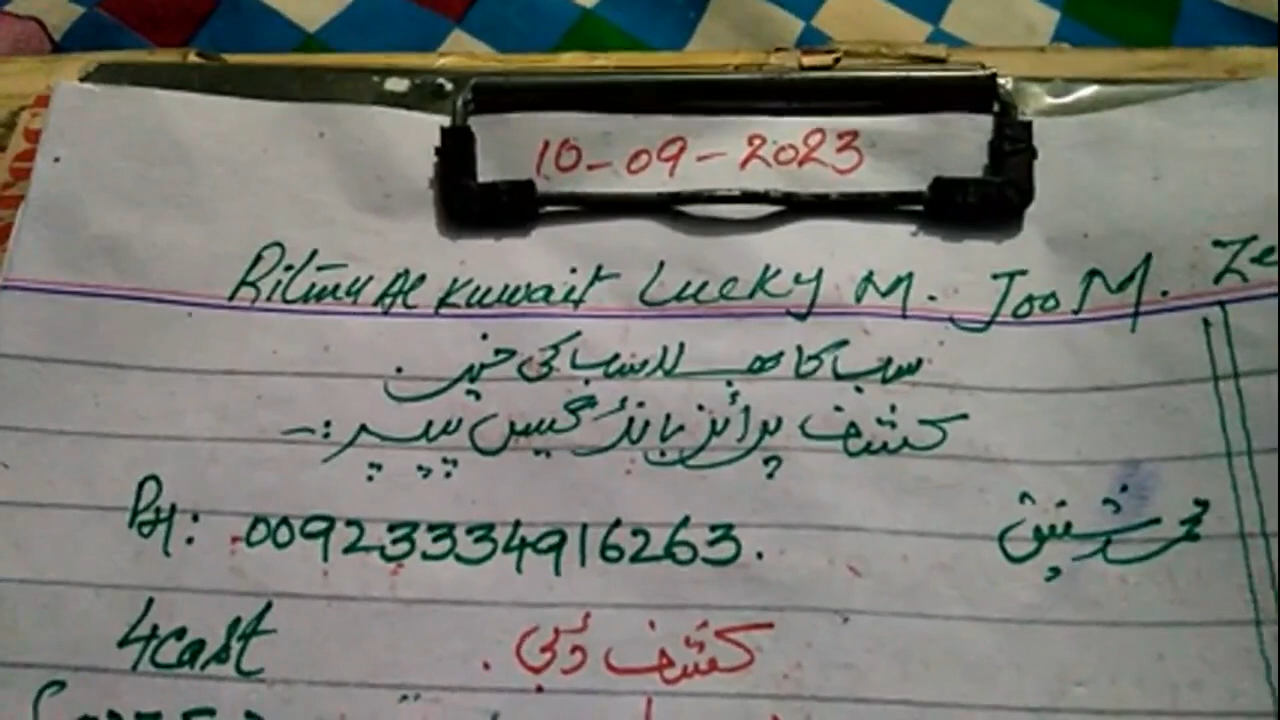 10-09-2023
Al Kuwait Lucky M. Joo M. Ze
سب کا بھلا سب کی خیر
کشف پرائز بانڈ گیس پیپر :-
Ph: 00923334916263. محمد شفیق
4cast کشف دبئی .